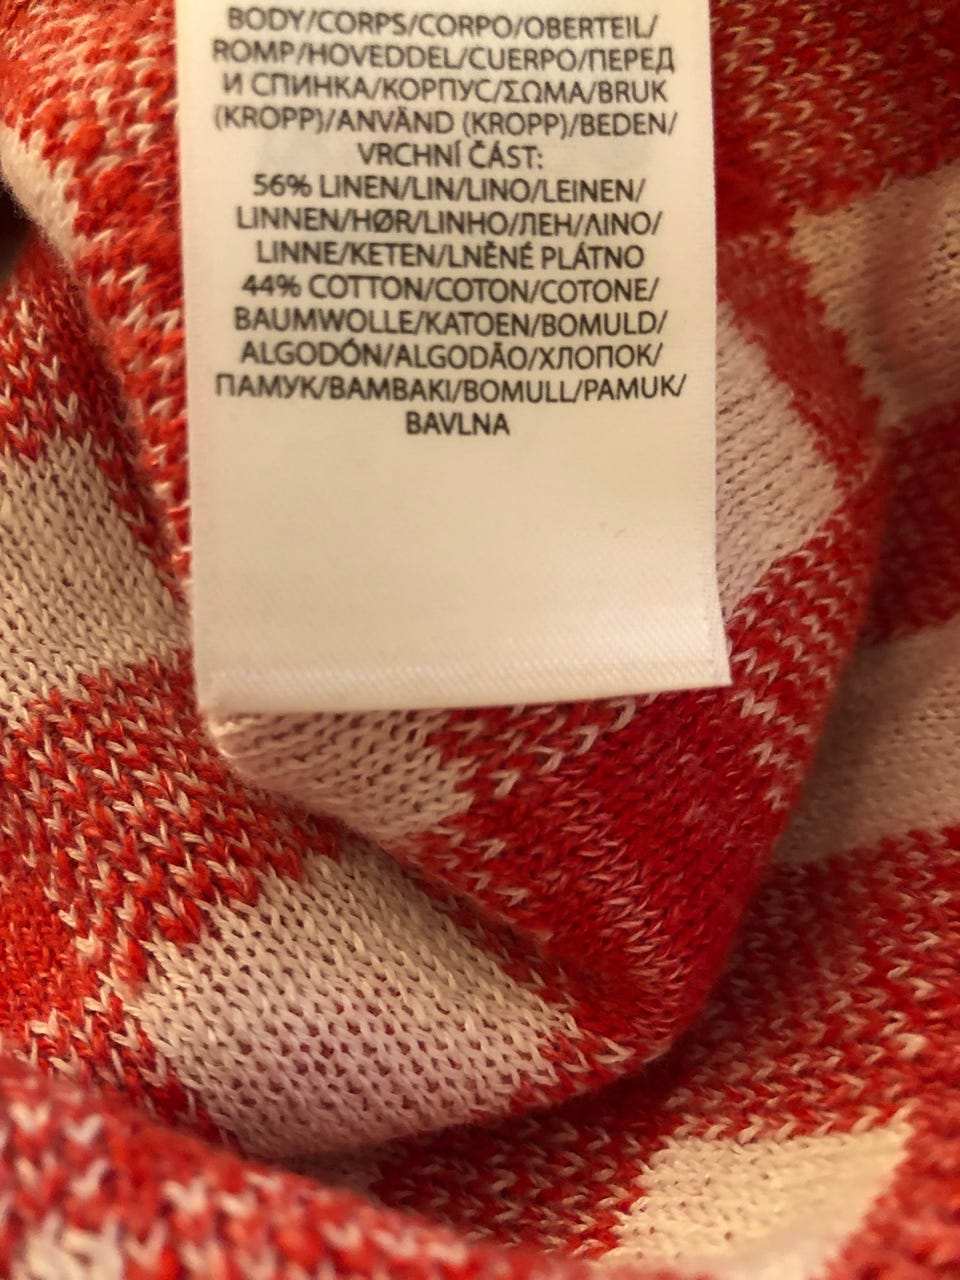 BODY/CORPS/CORPO/OBERTEIL/
ROMP/HOVEDDEL/CUERPO/ПЕРЕД
И СПИНКА/КОРПУС/ΣΩΜΑ/BRUK
(KROPP)/ANVÄND (KROPP)/BEDEN/
VRCHNÍ ČÁST:
56% LINEN/LIN/LINO/LEINEN/
LINNEN/HØR/LINHO/ЛЕН/ΛΙΝΟ/
LINNE/KETEN/LNĚNÉ PLÁTNO
44% COTTON/COTON/COTONE/
BAUMWOLLE/KATOEN/BOMULD/
ALGODÓN/ALGODÃO/ХЛОПОК/
ПАМУК/ΒΑΜΒΑΚΙ/BOMULL/PAMUK/
BAVLNA